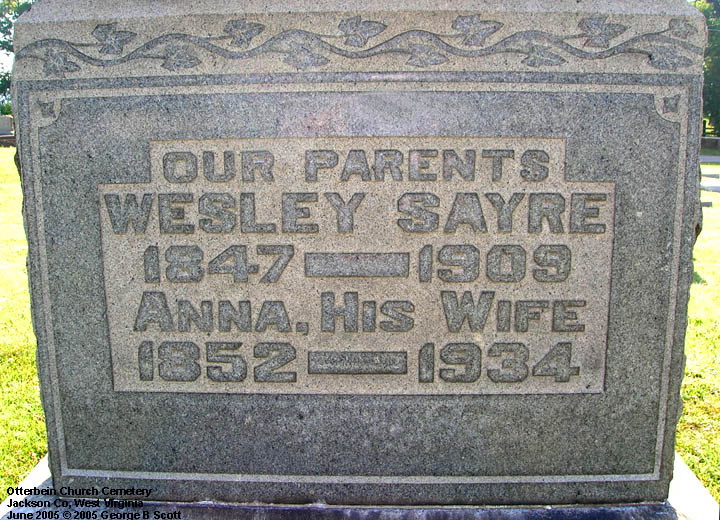 OUR PARENTS
WESLEY SAYRE
1847 — 1909
ANNA, HIS WIFE
1852 — 1934
Otterbein Church Cemetery
Jackson Co, West Virginia
June 2005 © 2005 George B Scott